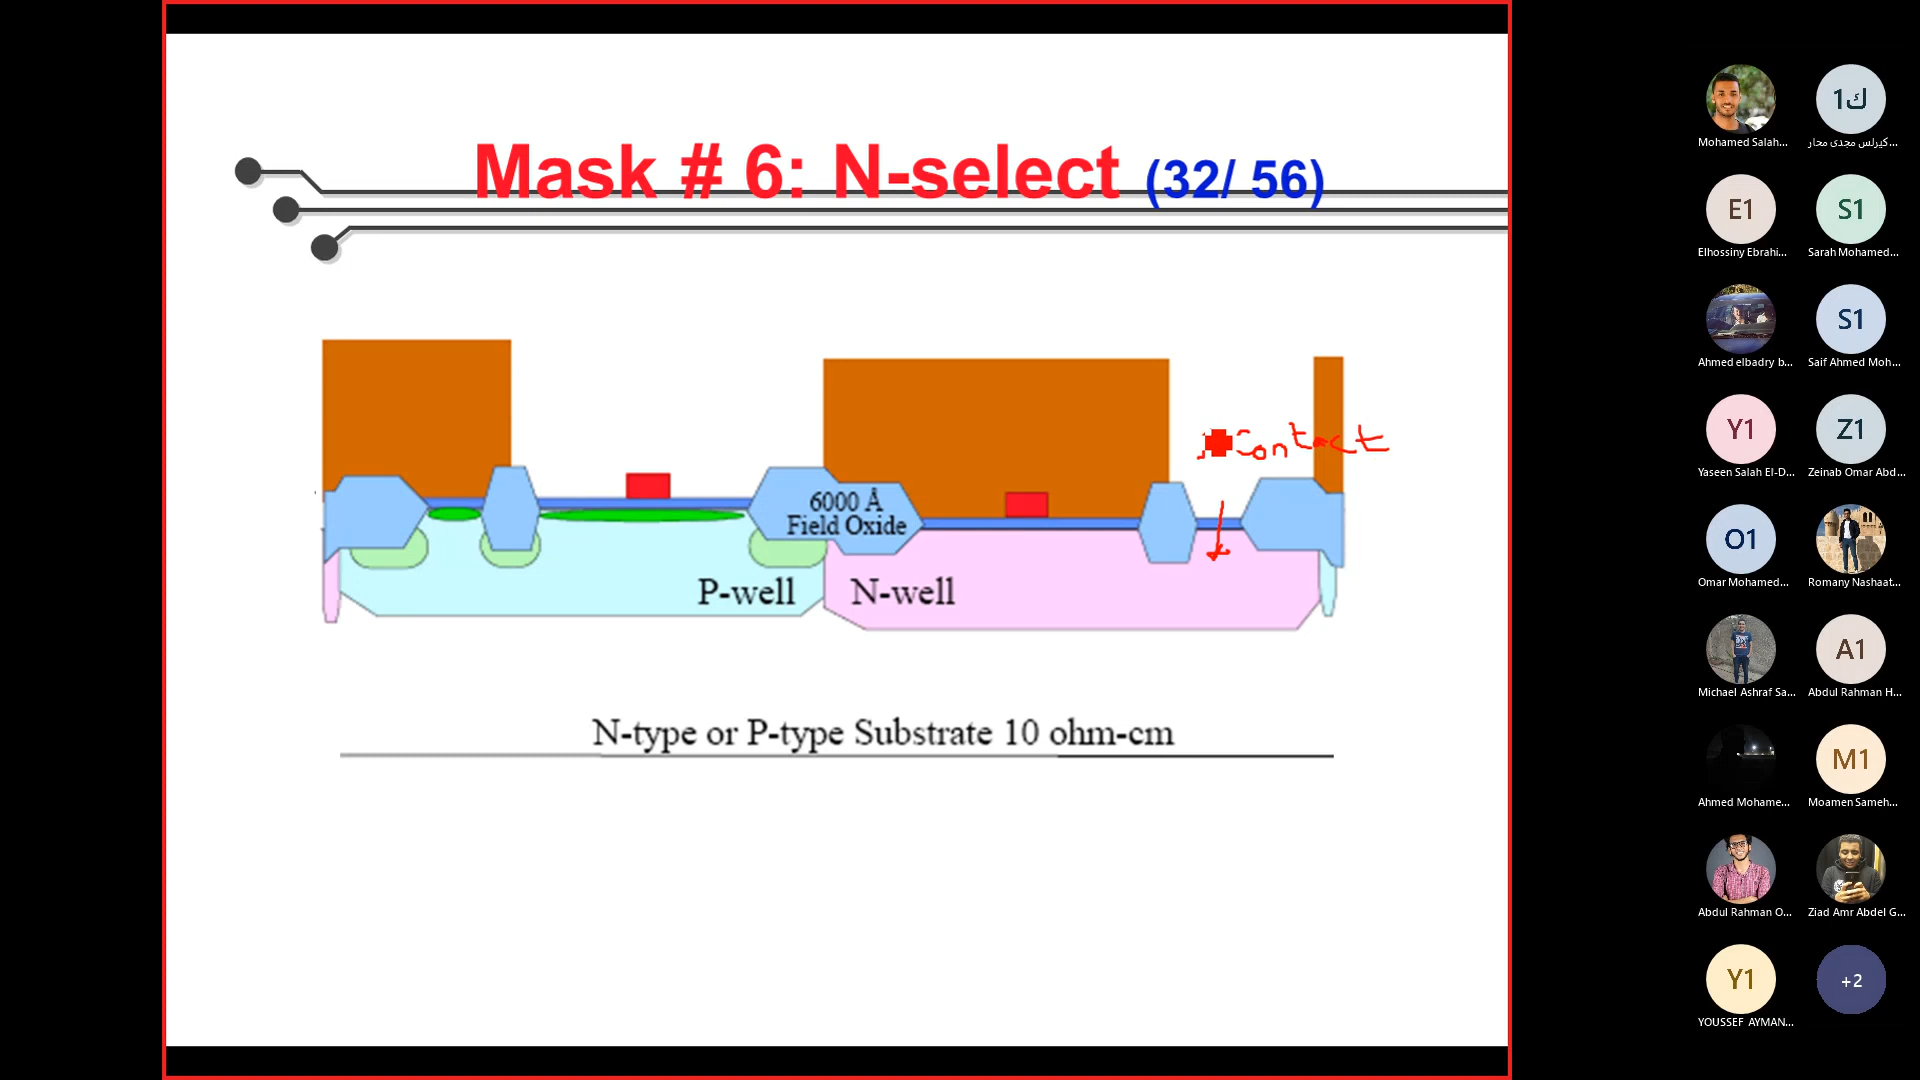 Mask # 6: N-select (32/ 56)
contact
6000 Å
Field Oxide
P-well
N-well
N-type or P-type Substrate 10 ohm-cm
Mohamed Salah...
1ك
كيرلس مجدى محار...
E1
Elhossiny Ebrahi...
S1
Sarah Mohamed...
Ahmed elbadry b...
S1
Saif Ahmed Moh...
Y1
Yaseen Salah El-D...
Z1
Zeinab Omar Abd...
O1
Omar Mohamed...
Romany Nashaat...
Michael Ashraf Sa...
A1
Abdul Rahman H...
Ahmed Mohame...
M1
Moamen Sameh...
Abdul Rahman O...
Ziad Amr Abdel G...
Y1
YOUSSEF AYMAN...
+2